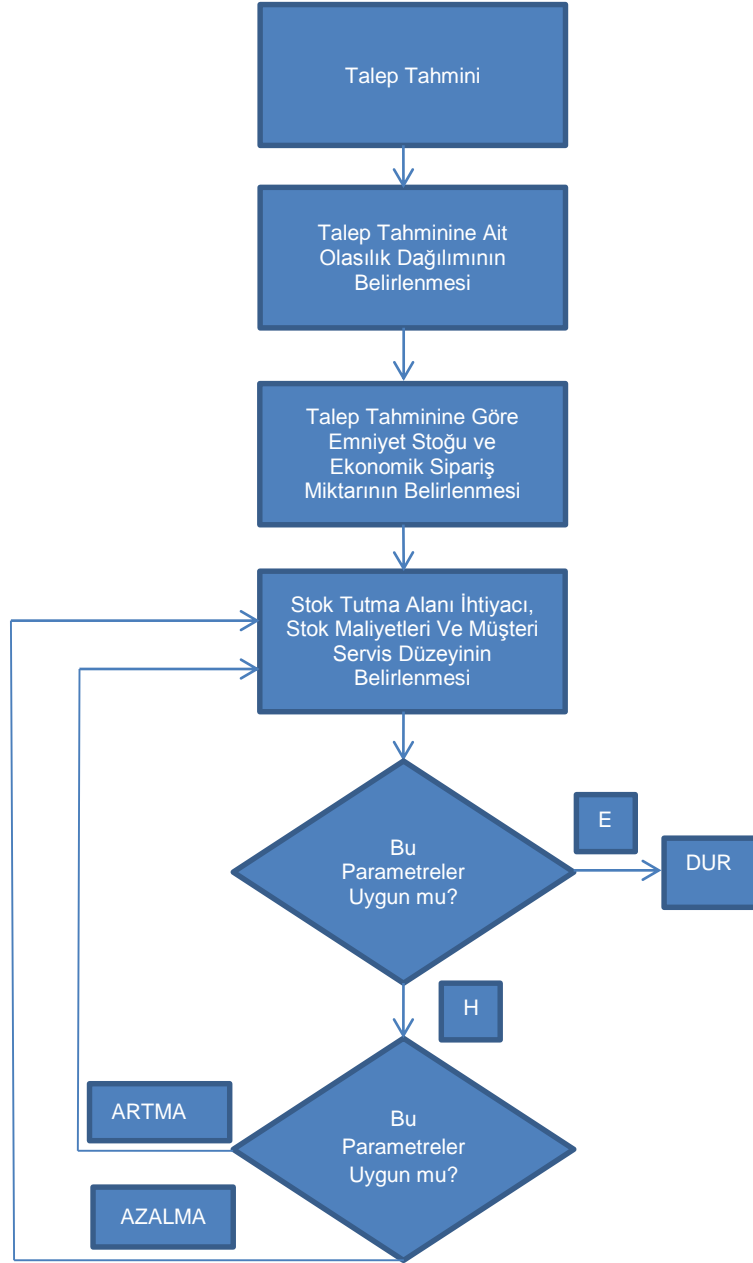 Talep Tahmini
Talep Tahminine Ait
Olasılık Dağılımının
Belirlenmesi
Talep Tahminine Göre
Emniyet Stoğu ve
Ekonomik Sipariş
Miktarının Belirlenmesi
Stok Tutma Alanı İhtiyacı,
Stok Maliyetleri Ve Müşteri
Servis Düzeyinin
Belirlenmesi
Bu
Parametreler
Uygun mu?
E
DUR
H
Bu
Parametreler
Uygun mu?
ARTMA
AZALMA